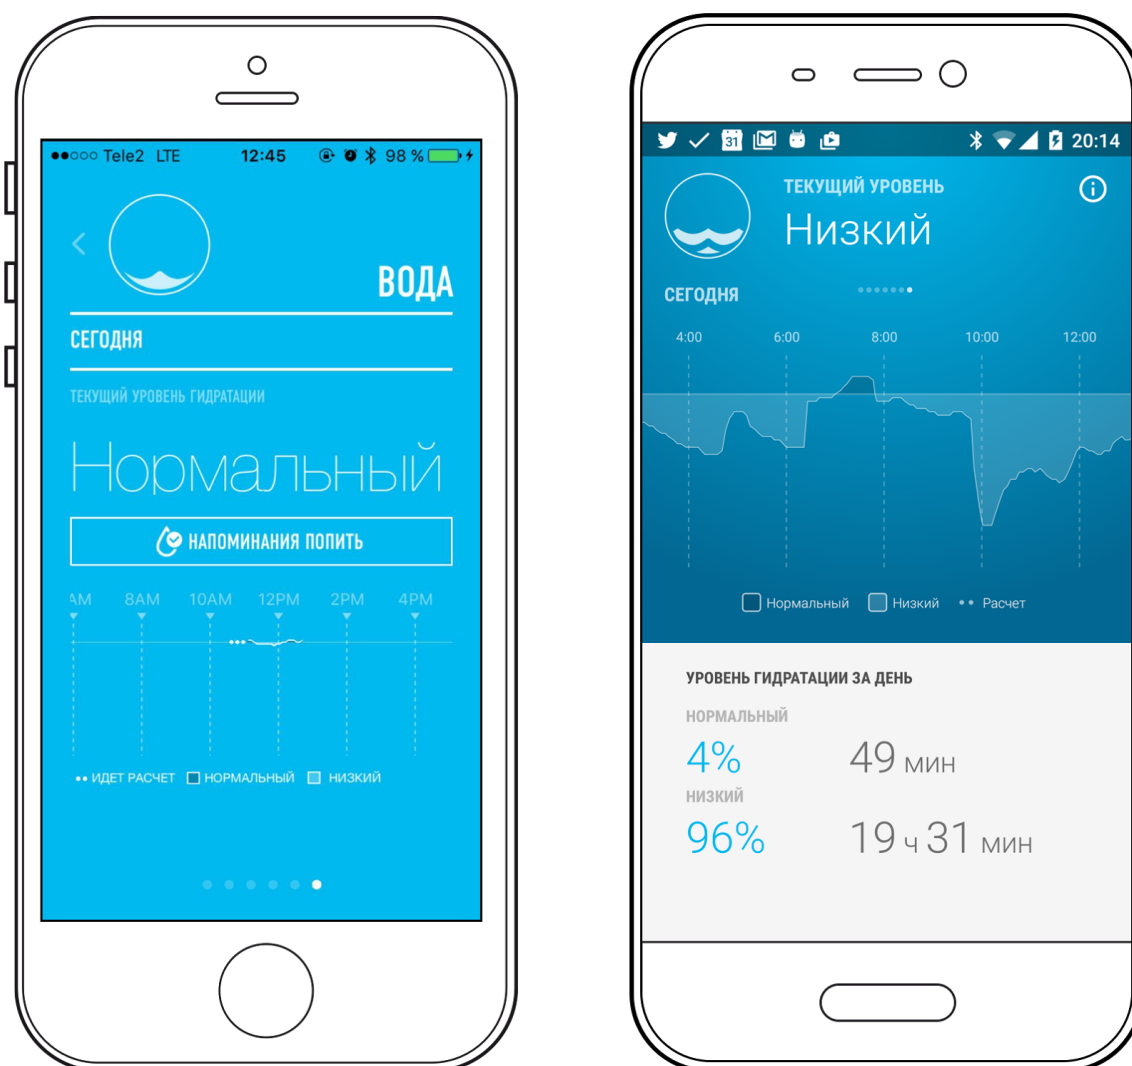 Tele2 LTE 12:45 98 %
ВОДА
СЕГОДНЯ
ТЕКУЩИЙ УРОВЕНЬ ГИДРАТАЦИИ
Нормальный
НАПОМИНАНИЯ ПОПИТЬ
AM 8AM 10AM 12PM 2PM 4PM
ИДЕТ РАСЧЕТ НОРМАЛЬНЫЙ НИЗКИЙ
31 20:14
ТЕКУЩИЙ УРОВЕНЬ
Низкий
СЕГОДНЯ
4:00 6:00 8:00 10:00 12:00
Нормальный Низкий Расчет
УРОВЕНЬ ГИДРАТАЦИИ ЗА ДЕНЬ
НОРМАЛЬНЫЙ
4% 49 мин
НИЗКИЙ
96% 19 ч 31 мин